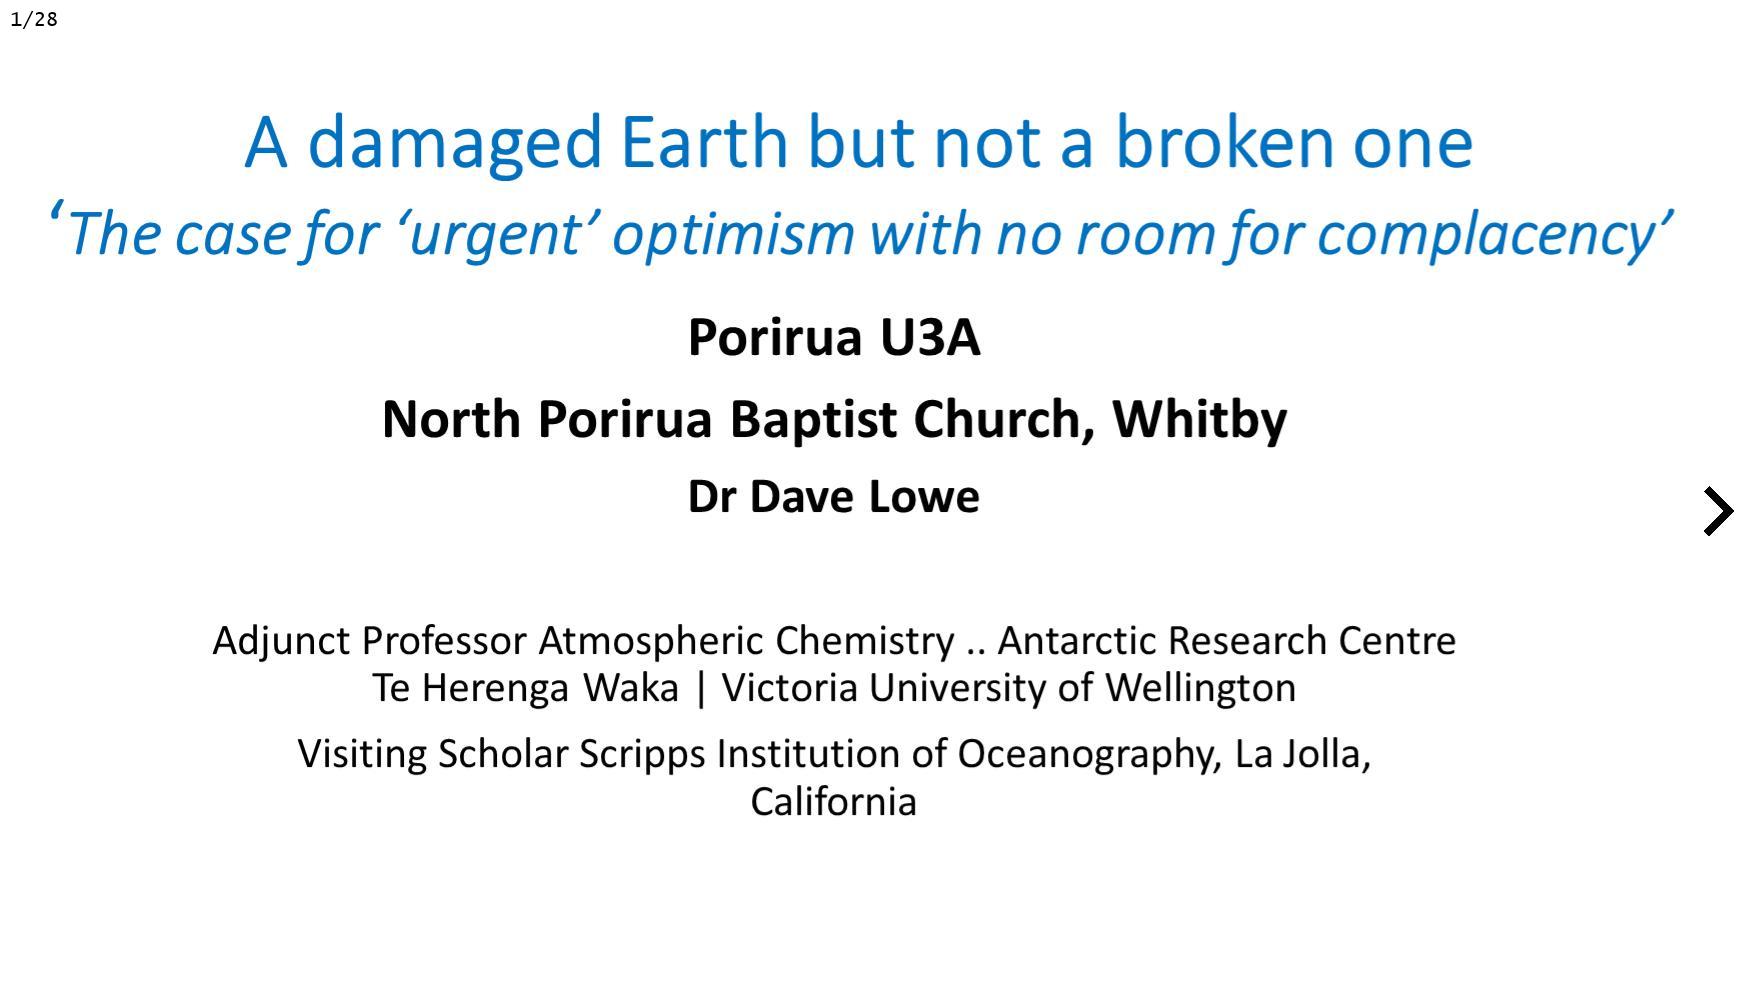 1/28
A damaged Earth but not a broken one
‘The case for ‘urgent’ optimism with no room for complacency’
Porirua U3A
North Porirua Baptist Church, Whitby
Dr Dave Lowe
Adjunct Professor Atmospheric Chemistry .. Antarctic Research Centre
Te Herenga Waka | Victoria University of Wellington
Visiting Scholar Scripps Institution of Oceanography, La Jolla,
California